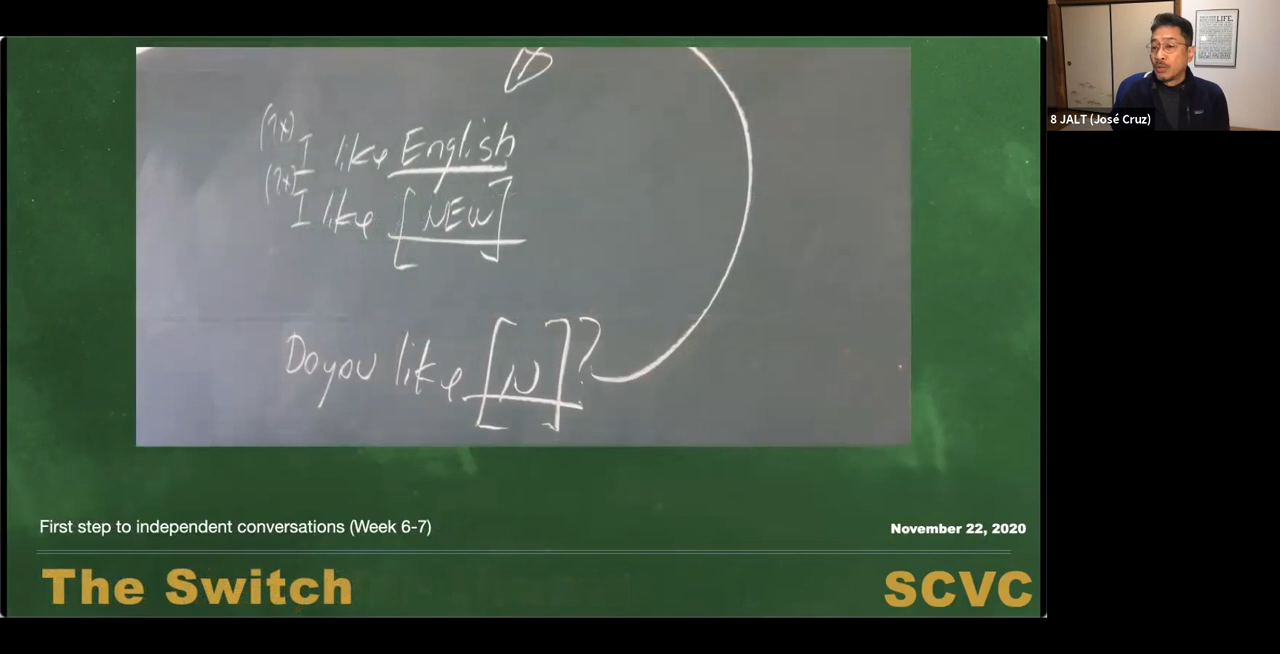 (1x)
I like English
(2x)
I like [NEW]
Do you like [N]?
First step to independent conversations (Week 6-7)
November 22, 2020
The Switch
SCVC
LIFE.
8 JALT (José Cruz)